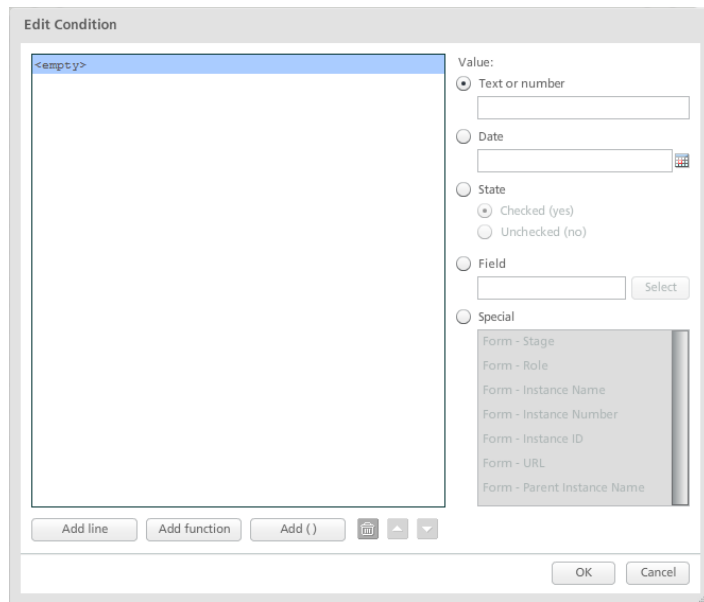 Edit Condition
<empty>
Value:
Text or number
Date
State
Checked (yes)
Unchecked (no)
Field
Select
Special
Form - Stage
Form - Role
Form - Instance Name
Form - Instance Number
Form - Instance ID
Form - URL
Form - Parent Instance Name
Add line Add function Add ( )
OK Cancel